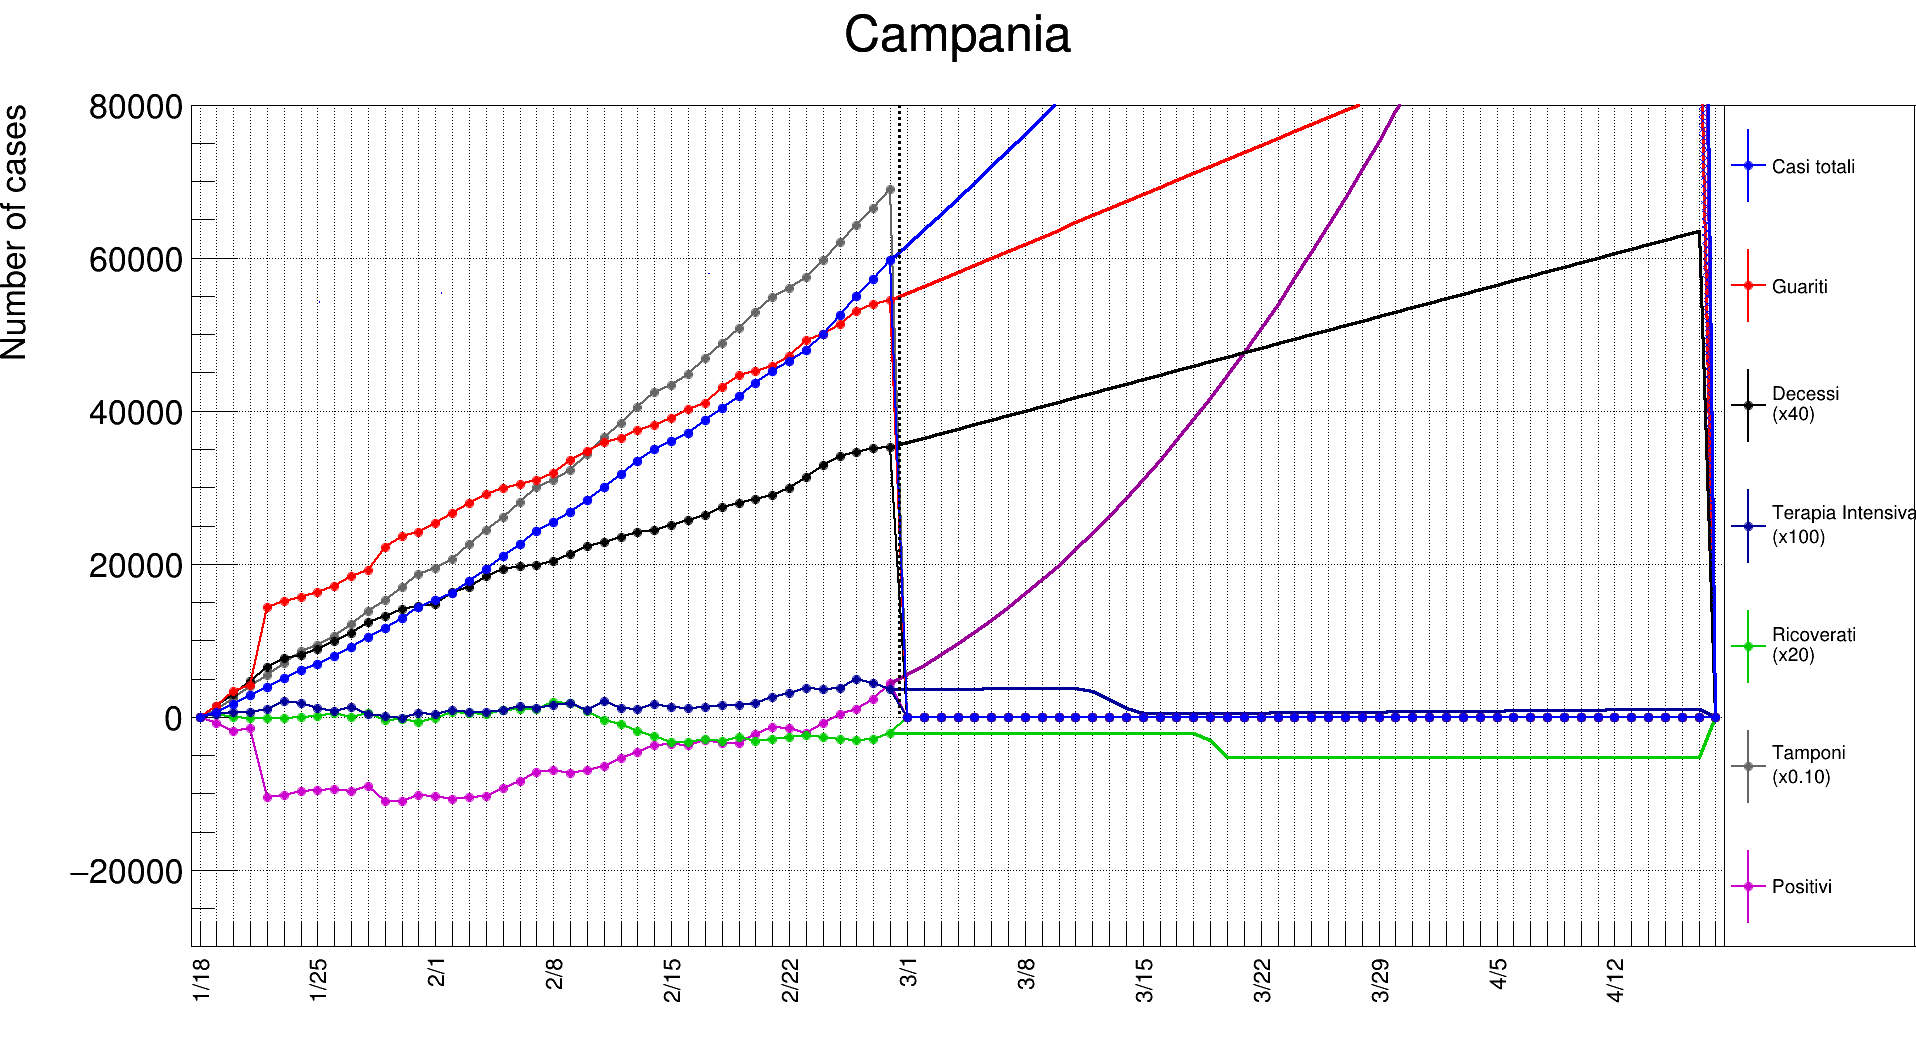 Campania
Number of cases
80000
60000
40000
20000
0
−20000
1/18
1/25
2/1
2/8
2/15
2/22
3/1
3/8
3/15
3/22
3/29
4/5
4/12
Casi totali
Guariti
Decessi
(x40)
Terapia Intensiva
(x100)
Ricoverati
(x20)
Tamponi
(x0.10)
Positivi